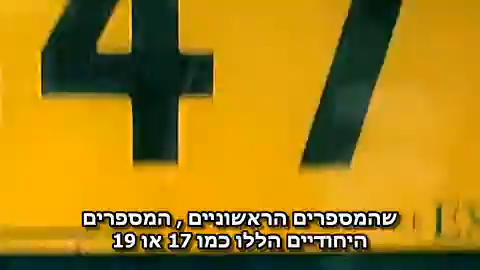 47
שהמספרים הראשוניים , המספרים
היחודיים הללו כמו 17 או 19